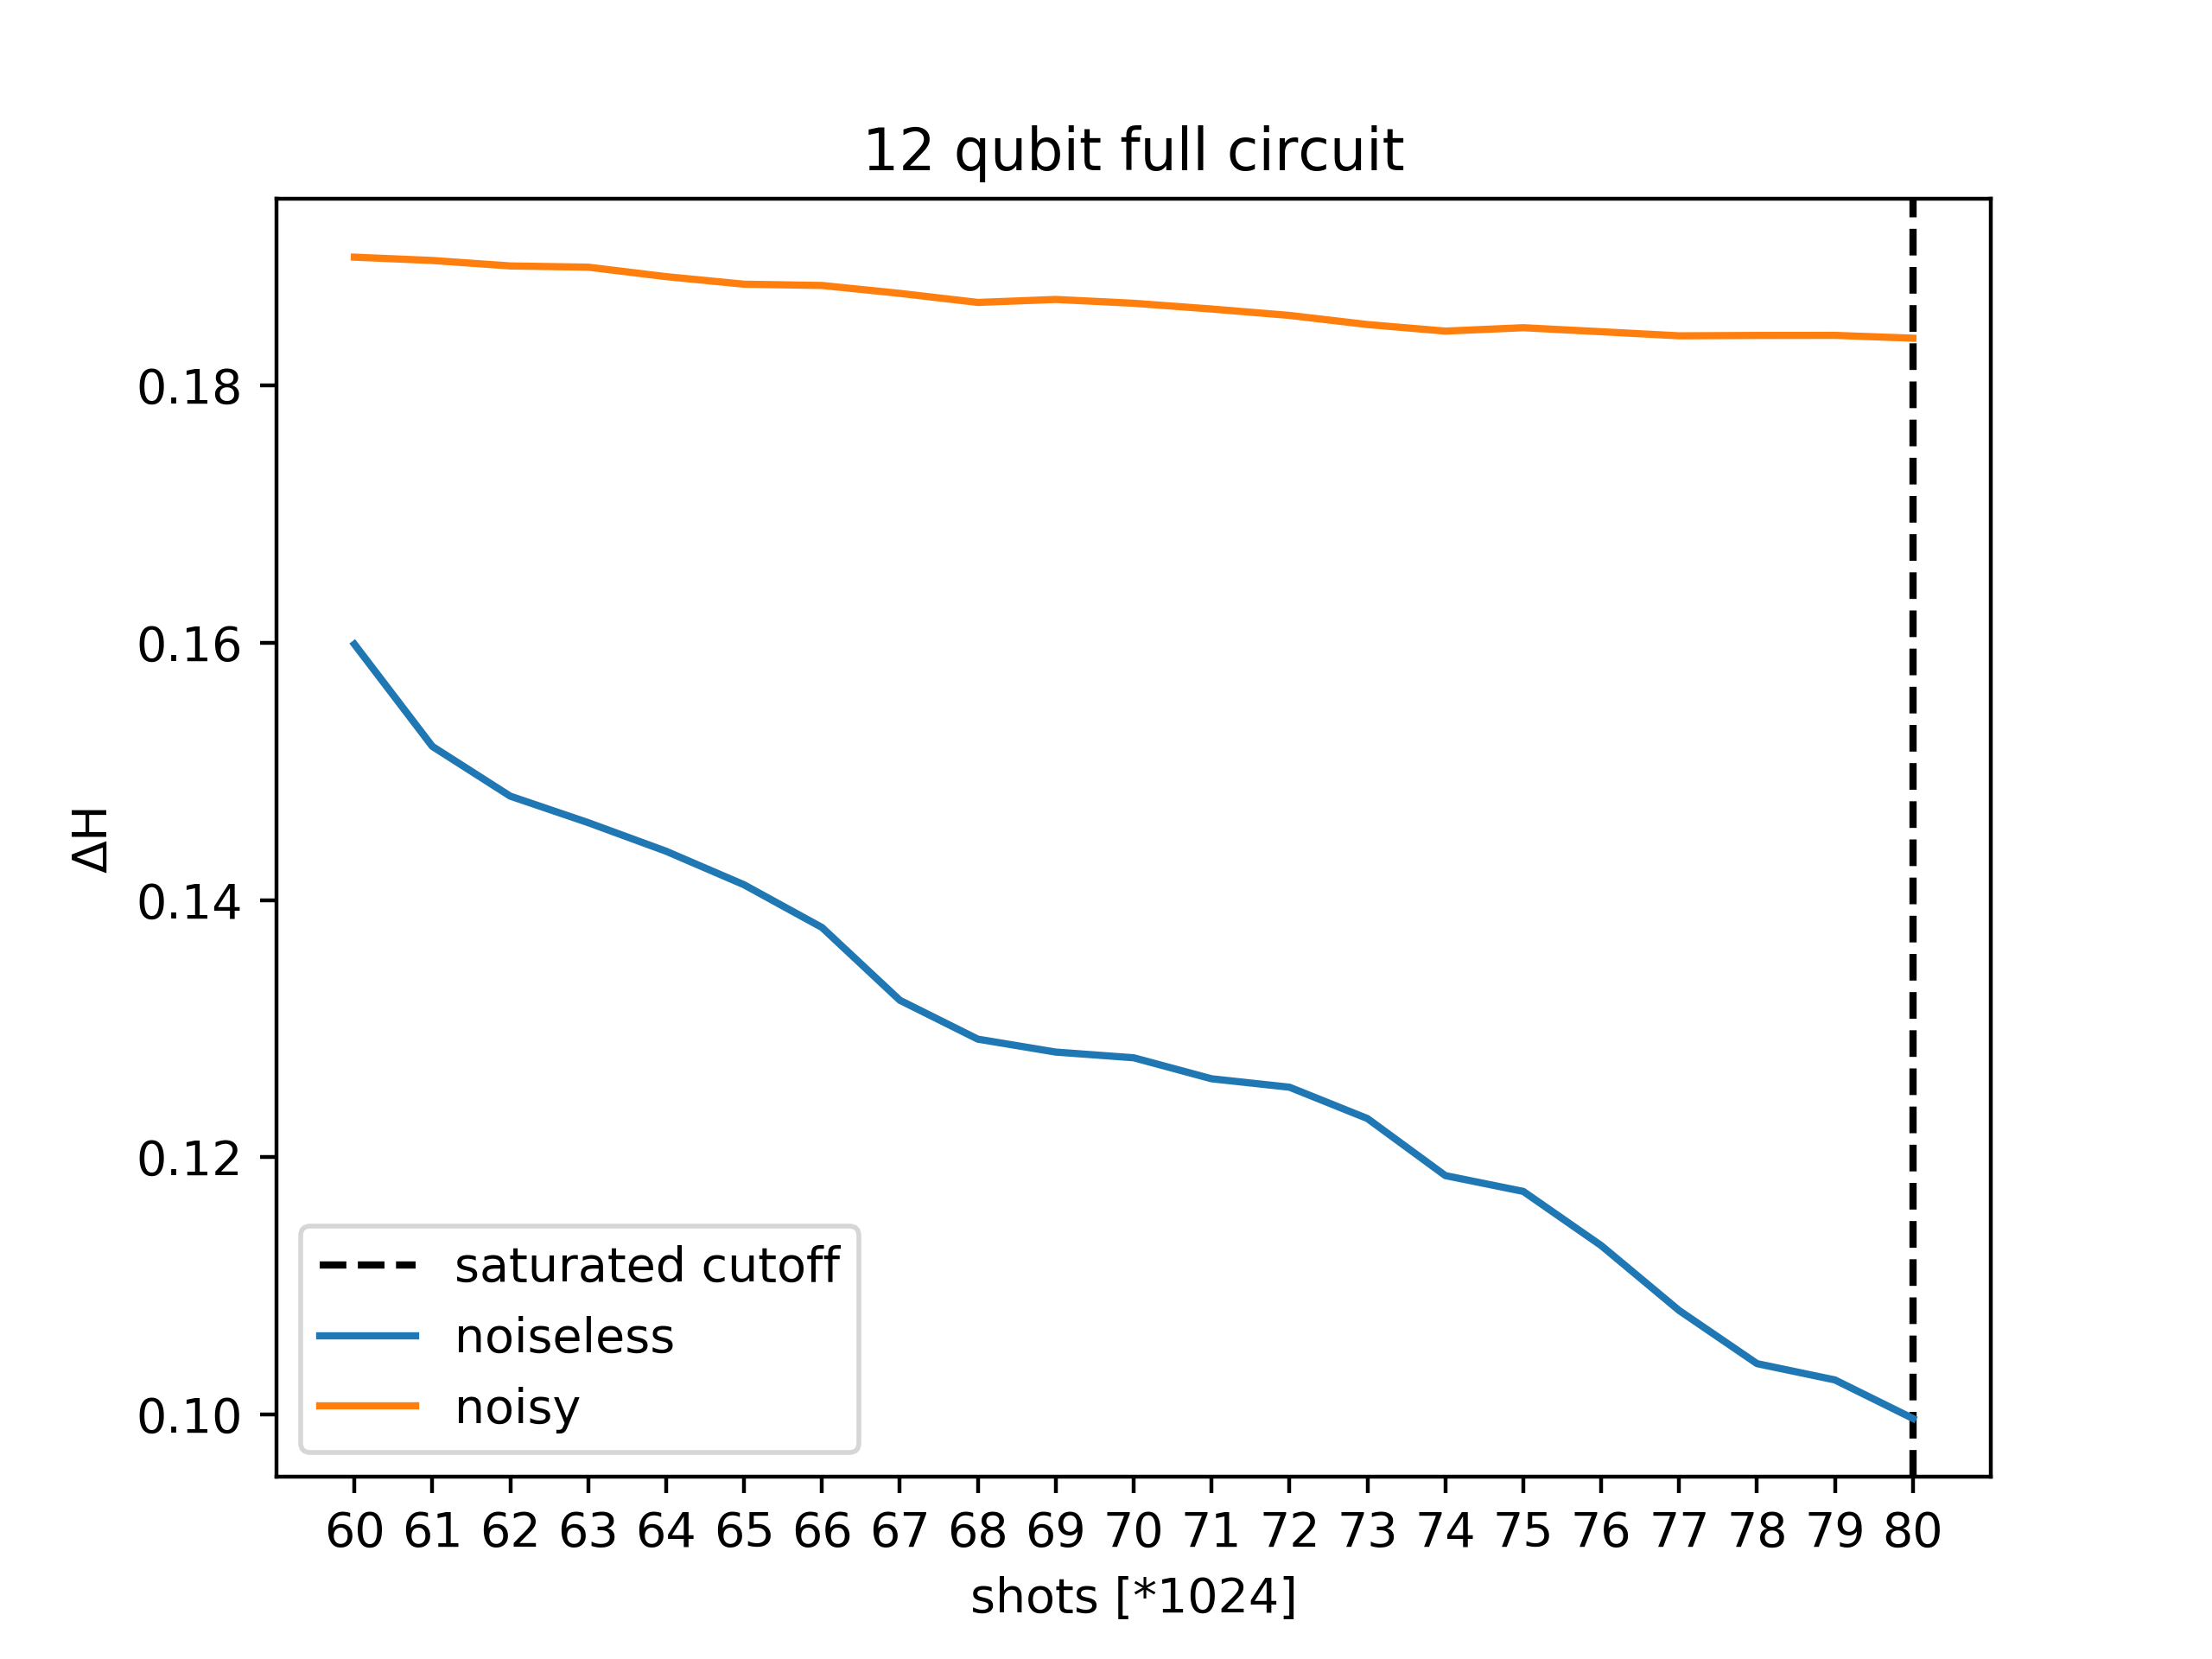 12 qubit full circuit
0.18
0.16
0.14
0.12
0.10
ΔH
saturated cutoff
noiseless
noisy
60 61 62 63 64 65 66 67 68 69 70 71 72 73 74 75 76 77 78 79 80
shots [*1024]